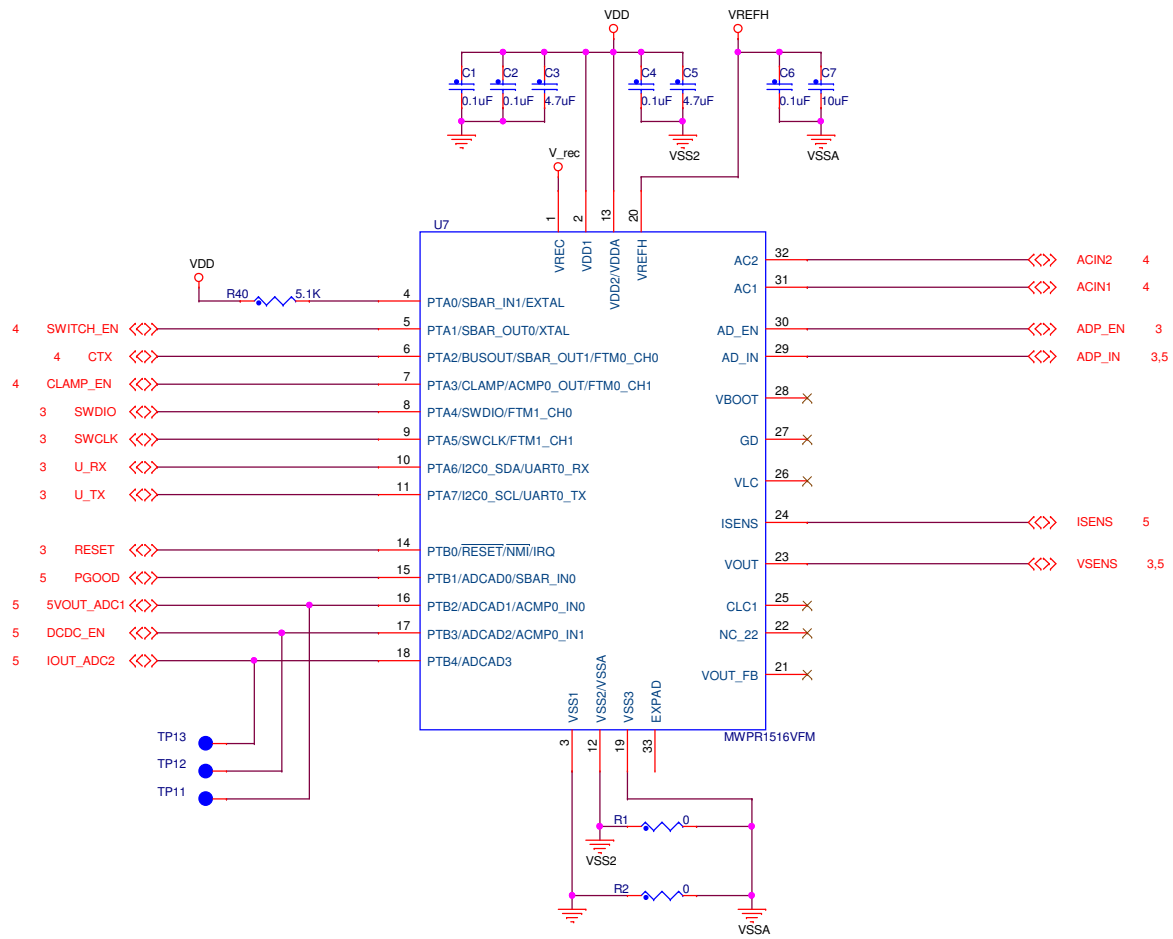 VDD VREFH
C1 C2 C3 C4 C5 C6 C7
0.1uF 0.1uF 4.7uF 0.1uF 4.7uF 0.1uF 10uF
VSS2 VSSA
V_rec
1 2 13 20
U7
VREC VDD1 VDD2/VDDA VREFH
VDD
R40 5.1K 4 PTA0/SBAR_IN1/EXTAL
4 SWITCH_EN 5 PTA1/SBAR_OUT0/XTAL
4 CTX 6 PTA2/BUSOUT/SBAR_OUT1/FTM0_CH0
4 CLAMP_EN 7 PTA3/CLAMP/ACMP0_OUT/FTM0_CH1
3 SWDIO 8 PTA4/SWDIO/FTM1_CH0
3 SWCLK 9 PTA5/SWCLK/FTM1_CH1
3 U_RX 10 PTA6/I2C0_SDA/UART0_RX
3 U_TX 11 PTA7/I2C0_SCL/UART0_TX
3 RESET 14 PTB0/RESET/NMI/IRQ
5 PGOOD 15 PTB1/ADCAD0/SBAR_IN0
5 5VOUT_ADC1 16 PTB2/ADCAD1/ACMP0_IN0
5 DCDC_EN 17 PTB3/ADCAD2/ACMP0_IN1
5 IOUT_ADC2 18 PTB4/ADCAD3
AC2 32 ACIN2 4
AC1 31 ACIN1 4
AD_EN 30 ADP_EN 3
AD_IN 29 ADP_IN 3,5
VBOOT 28
GD 27
VLC 26
ISENS 24 ISENS 5
VOUT 23 VSENS 3,5
CLC1 25
NC_22 22
VOUT_FB 21
VSS1 VSS2/VSSA VSS3 EXPAD
3 12 19 33
MWPR1516VFM
TP13
TP12
TP11
R1 0
VSS2
R2 0
VSSA